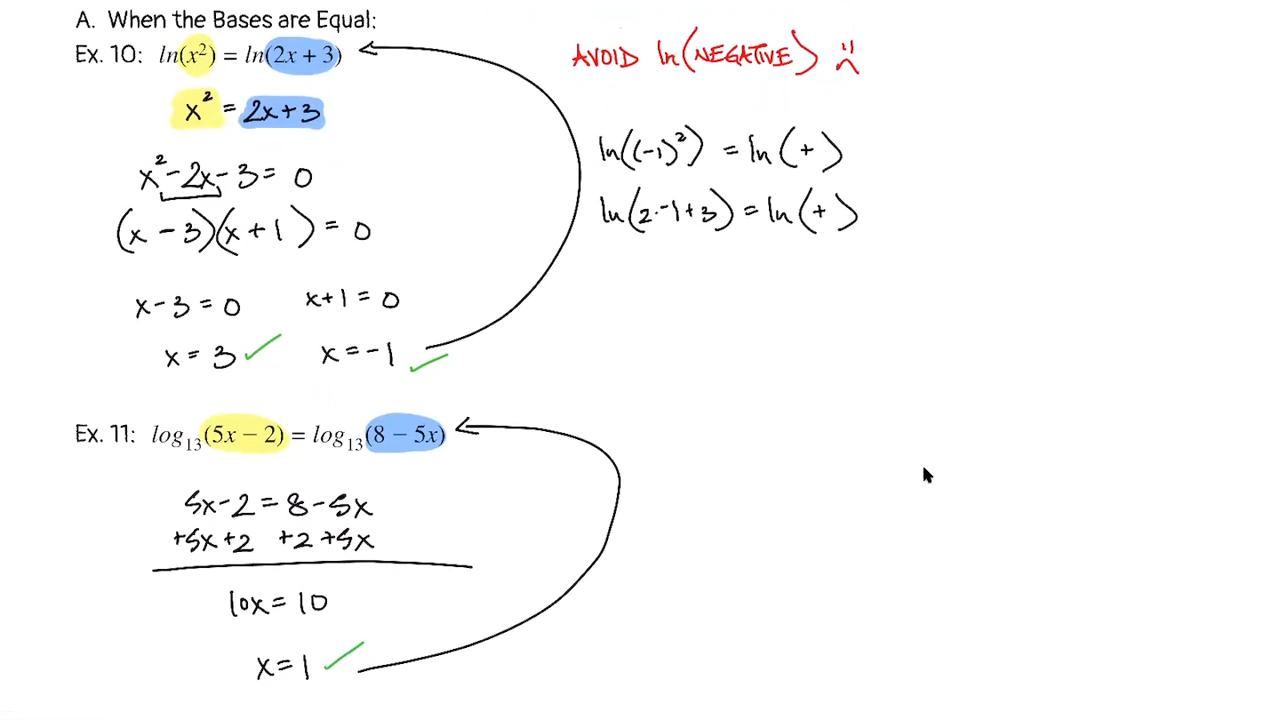 A. When the Bases are Equal:
Ex. 10: ln(x²) = ln(2x + 3)
x² = 2x+3
x² - 2x - 3 = 0
(x - 3)(x + 1) = 0
x - 3 = 0 x + 1 = 0
x = 3 ✓ x = -1 ✓
AVOID ln(NEGATIVE)
ln((-1)²) = ln(+)
ln(2·-1+3) = ln(+)
Ex. 11: log₁₃(5x − 2) = log₁₃(8 − 5x)
5x - 2 = 8 - 5x
+5x +2 +2 +5x
10x = 10
x = 1 ✓